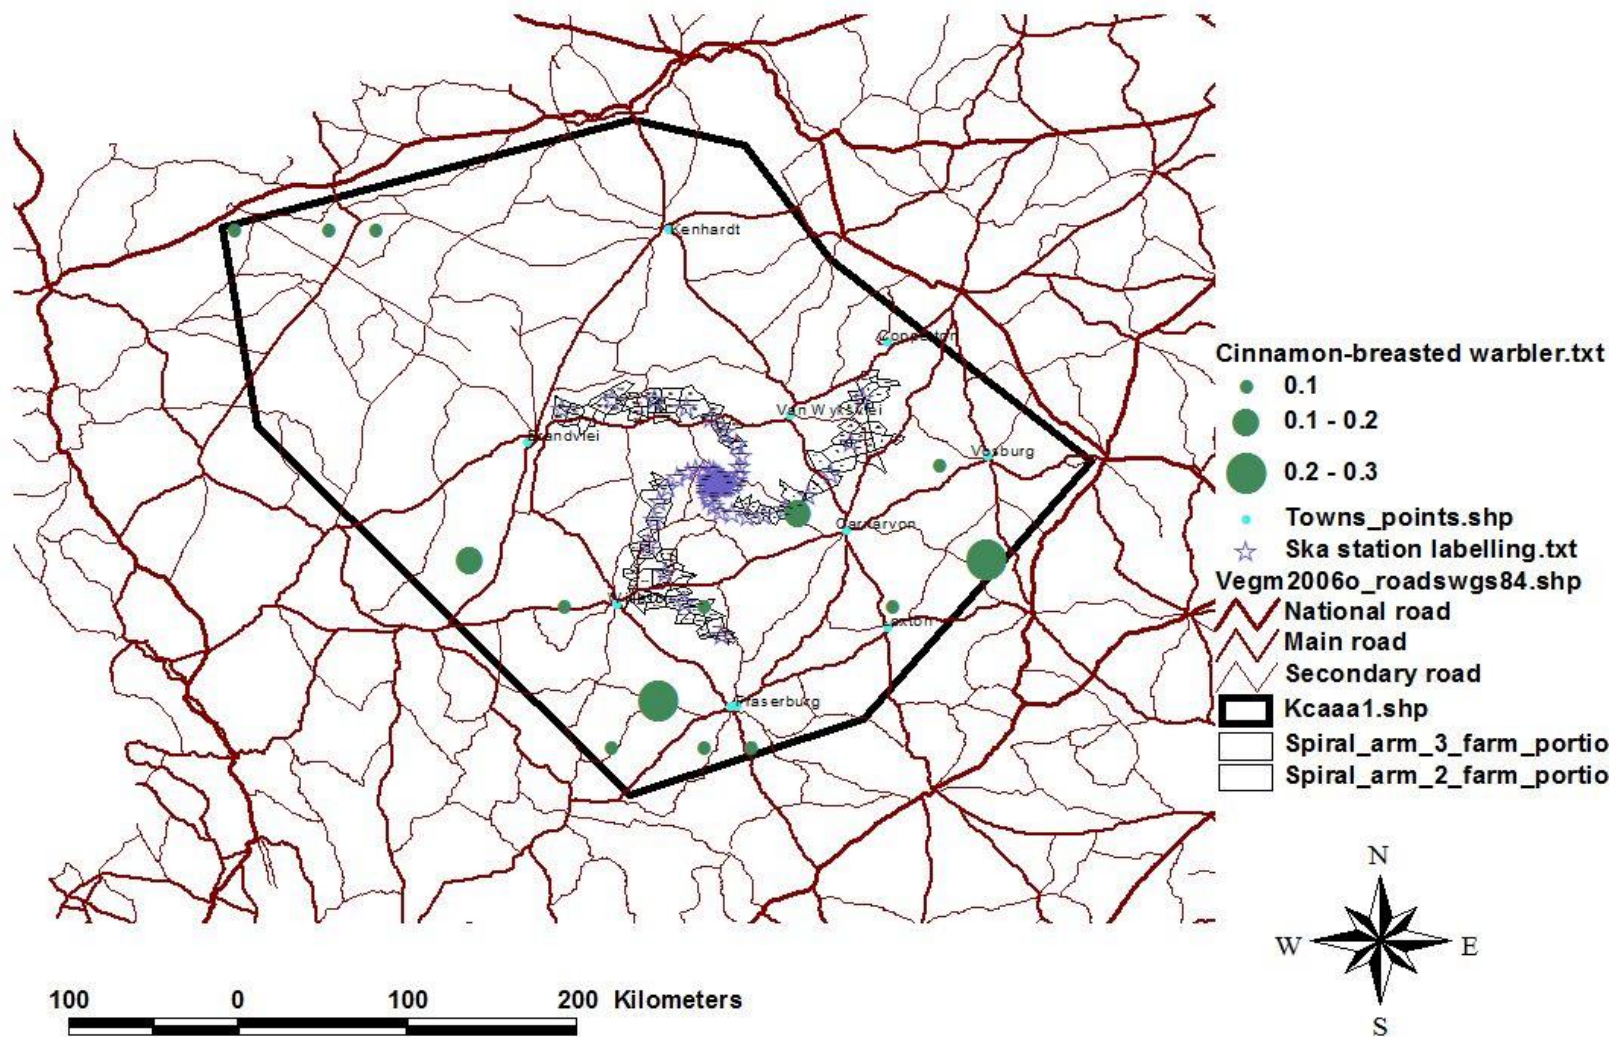 Kenhardt
Copperton
Van Wyksvlei
Brandvlei
Vosburg
Carnarvon
Loxton
Fraserburg
Cinnamon-breasted warbler.txt
0.1
0.1 - 0.2
0.2 - 0.3
Towns_points.shp
Ska station labelling.txt
Vegm2006o_roadswgs84.shp
National road
Main road
Secondary road
Kcaaa1.shp
Spiral_arm_3_farm_portio
Spiral_arm_2_farm_portio
N
W E
S
100 0 100 200 Kilometers